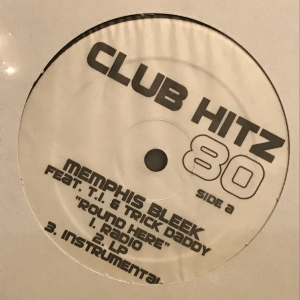 CLUB HITZ
80
SIDE a
MEMPHIS BLEEK
FEAT. T.I. & TRICK DaDDY
"ROUND HERE"
1. RaDIO
2. LP
3. INSTRUMENTaL